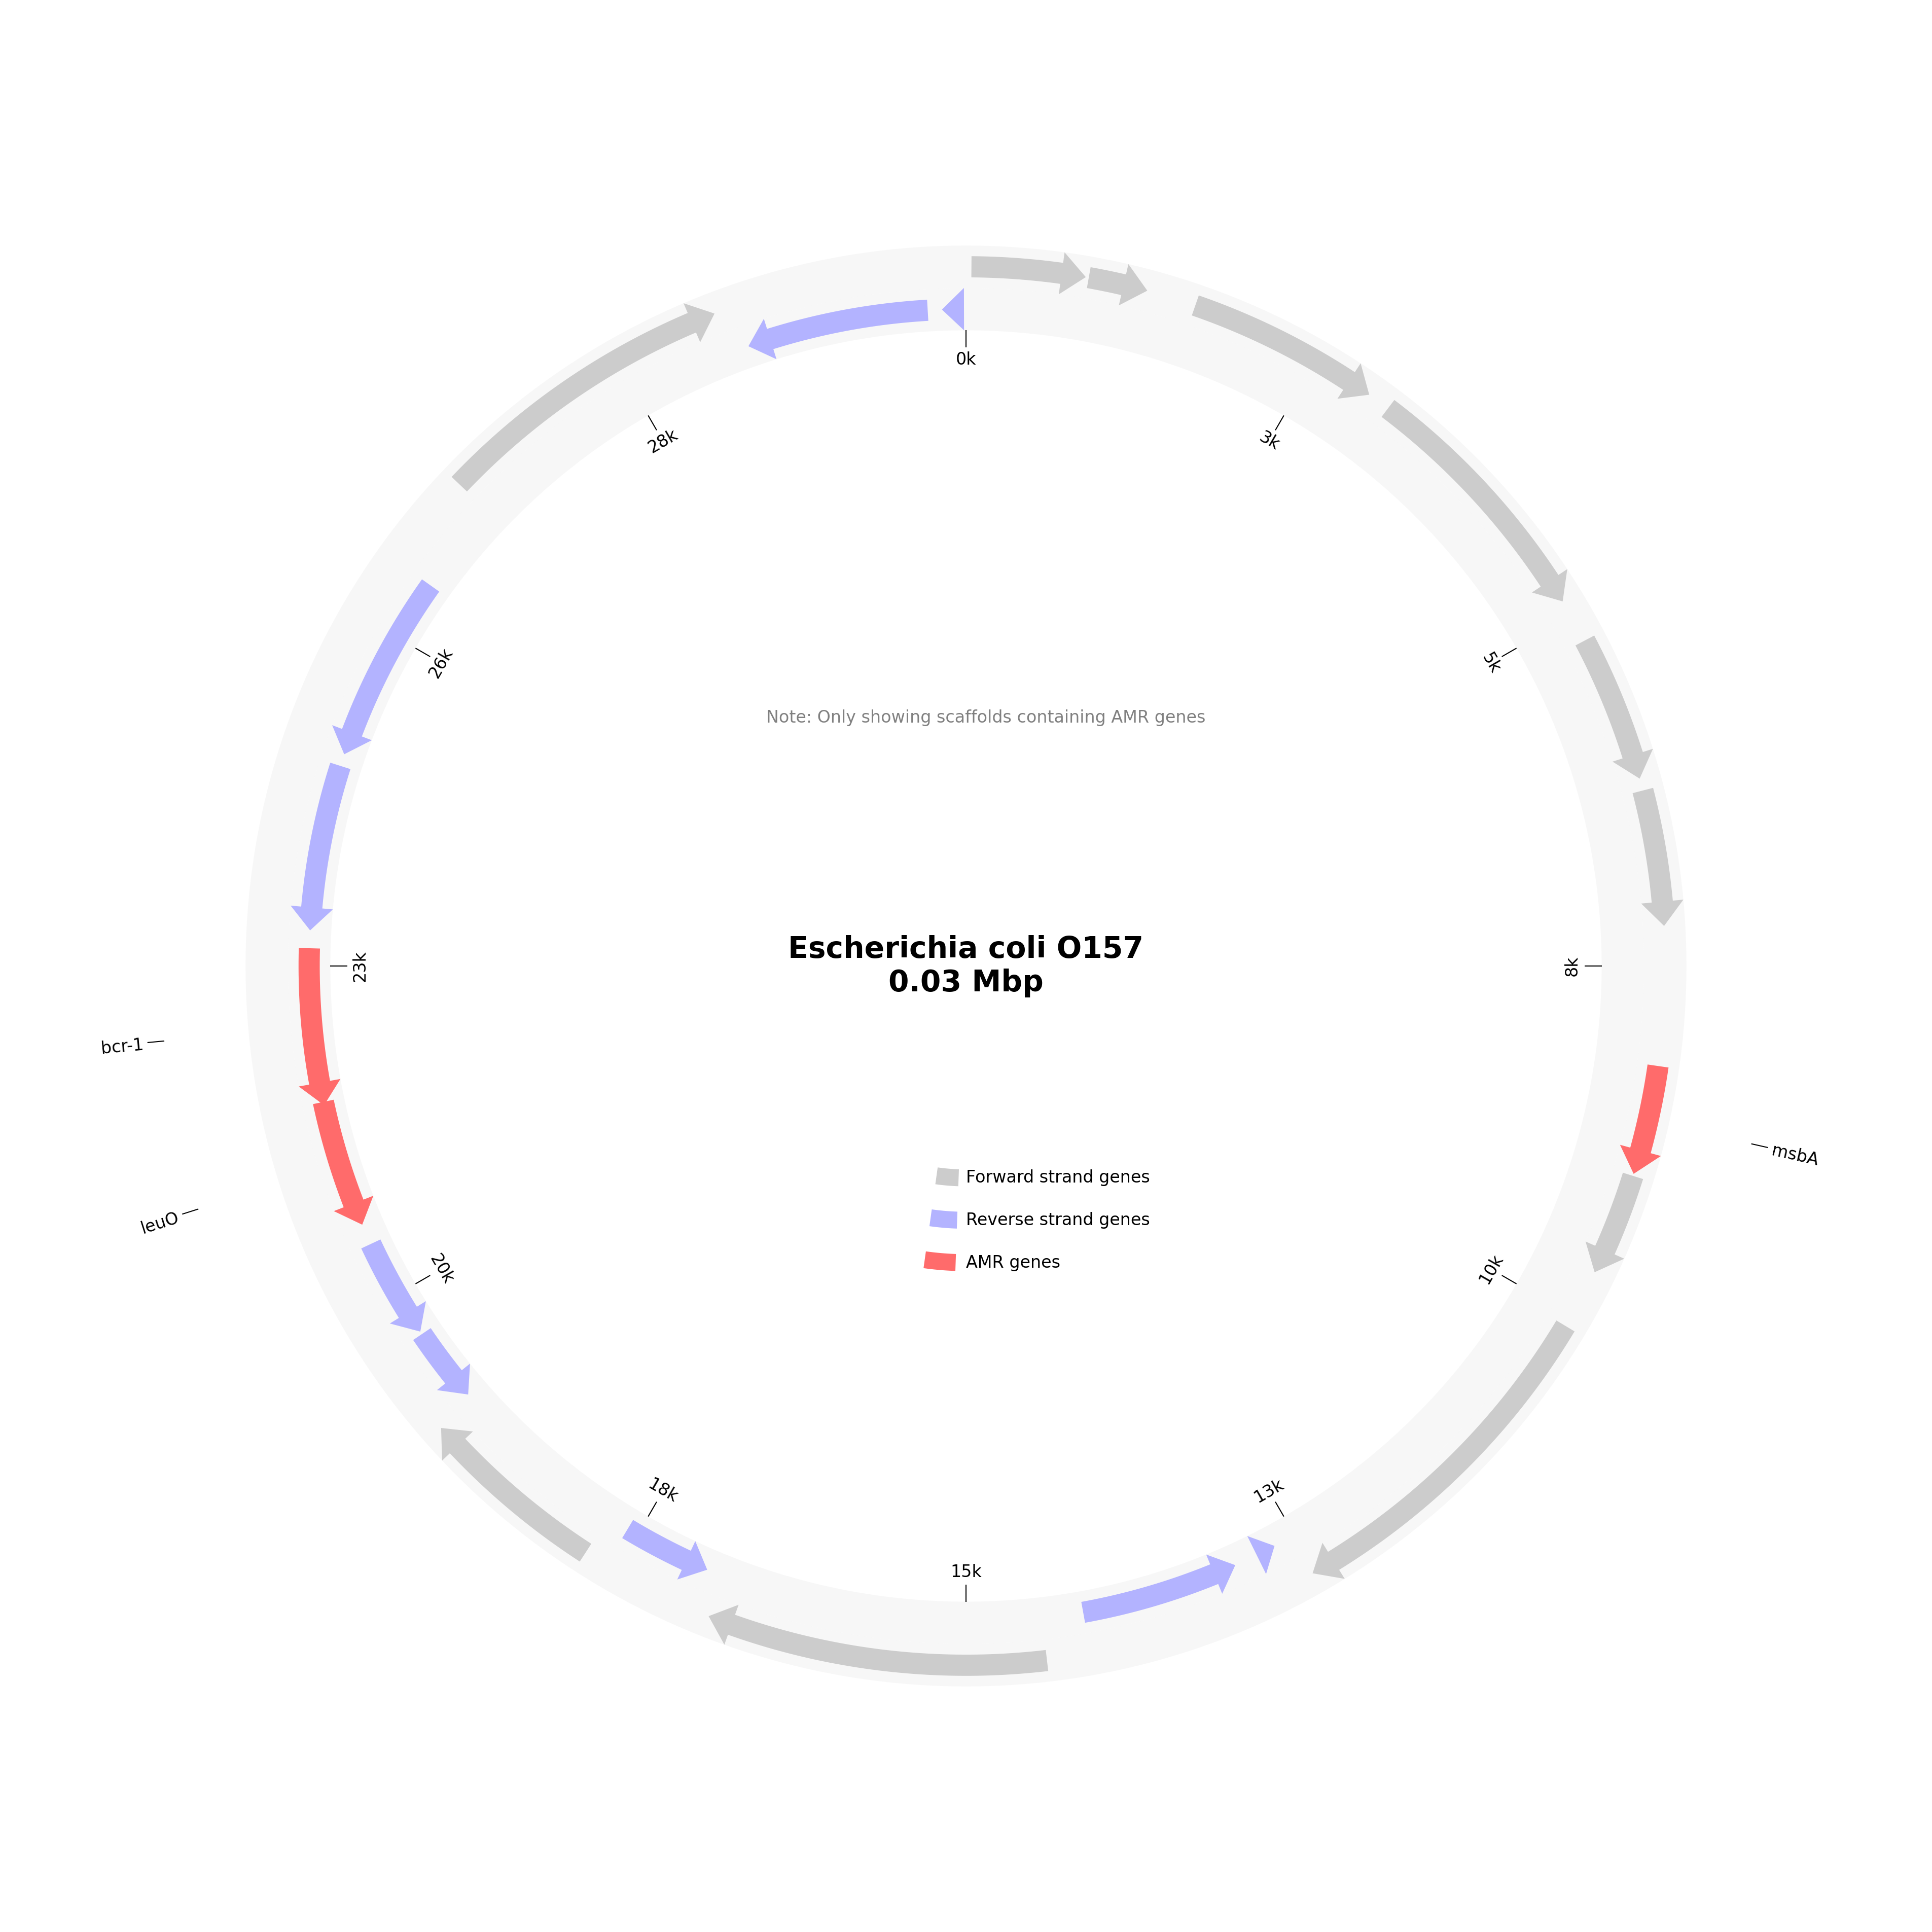 0k
28k
3k
26k
5k
Note: Only showing scaffolds containing AMR genes
Escherichia coli O157
0.03 Mbp
23k
8k
bcr-1
msbA
Forward strand genes
leuO
Reverse strand genes
20k
10k
AMR genes
18k
13k
15k